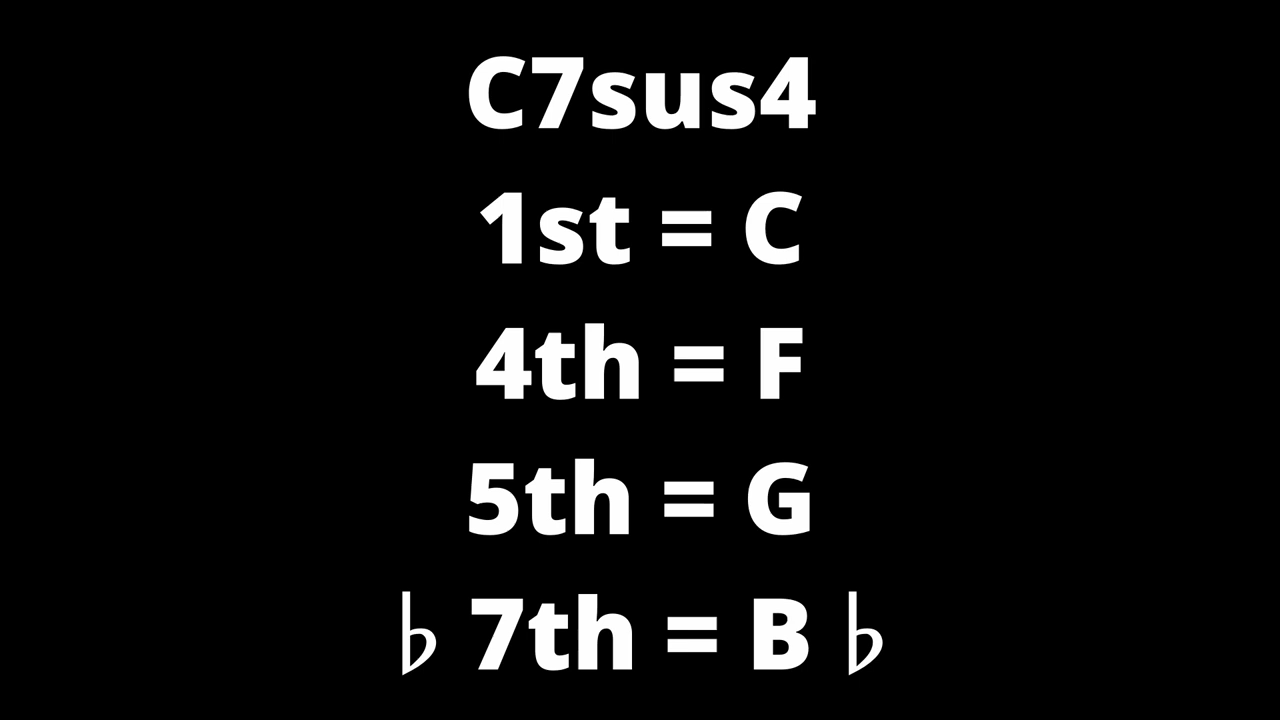 C7sus4
1st = C
4th = F
5th = G
♭ 7th = B ♭